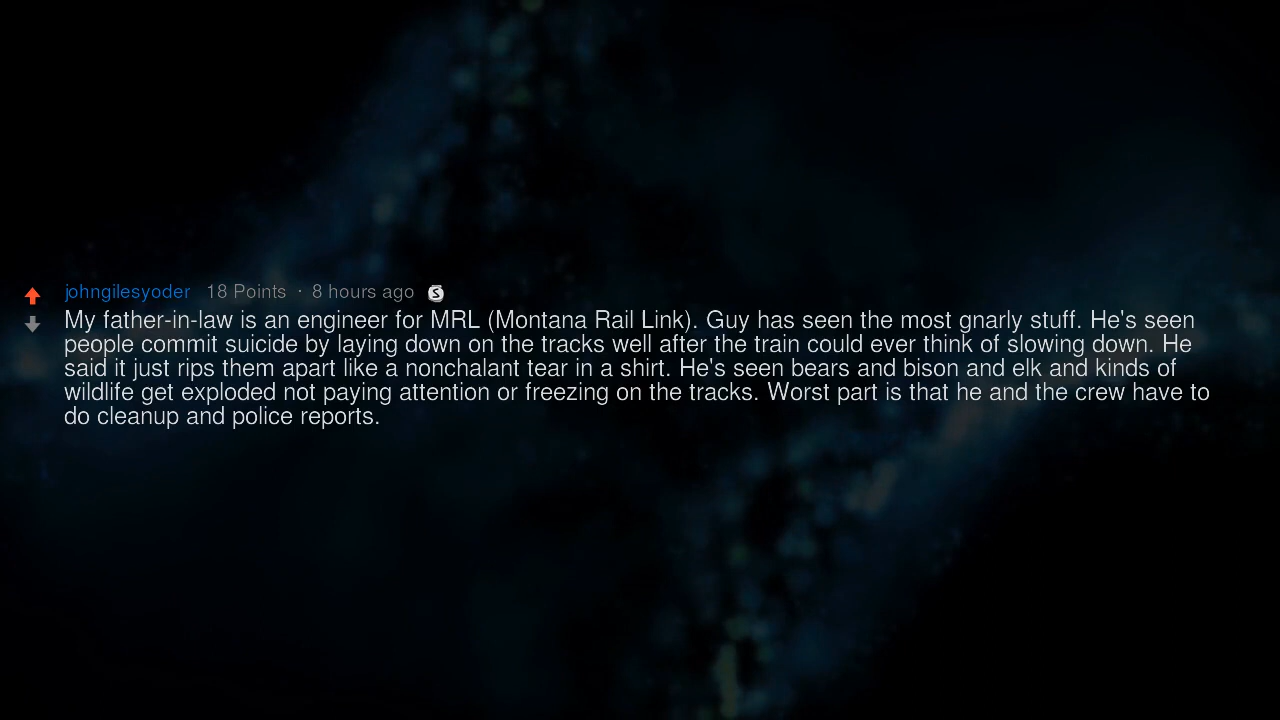 johngilesyoder 18 Points · 8 hours ago
My father-in-law is an engineer for MRL (Montana Rail Link). Guy has seen the most gnarly stuff. He's seen
people commit suicide by laying down on the tracks well after the train could ever think of slowing down. He
said it just rips them apart like a nonchalant tear in a shirt. He's seen bears and bison and elk and kinds of
wildlife get exploded not paying attention or freezing on the tracks. Worst part is that he and the crew have to
do cleanup and police reports.